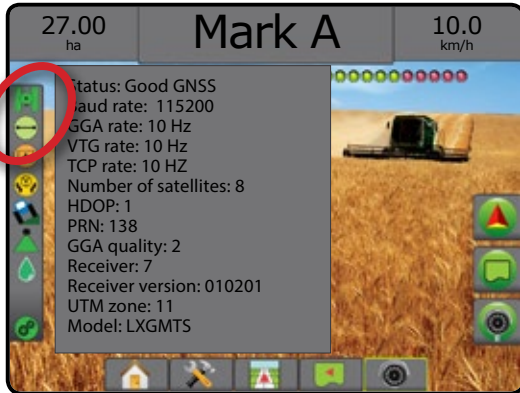 27.00
ha
Mark A
10.0
km/h
Status: Good GNSS
Baud rate: 115200
GGA rate: 10 Hz
VTG rate: 10 Hz
TCP rate: 10 HZ
Number of satellites: 8
HDOP: 1
PRN: 138
GGA quality: 2
Receiver: 7
Receiver version: 010201
UTM zone: 11
Model: LXGMTS